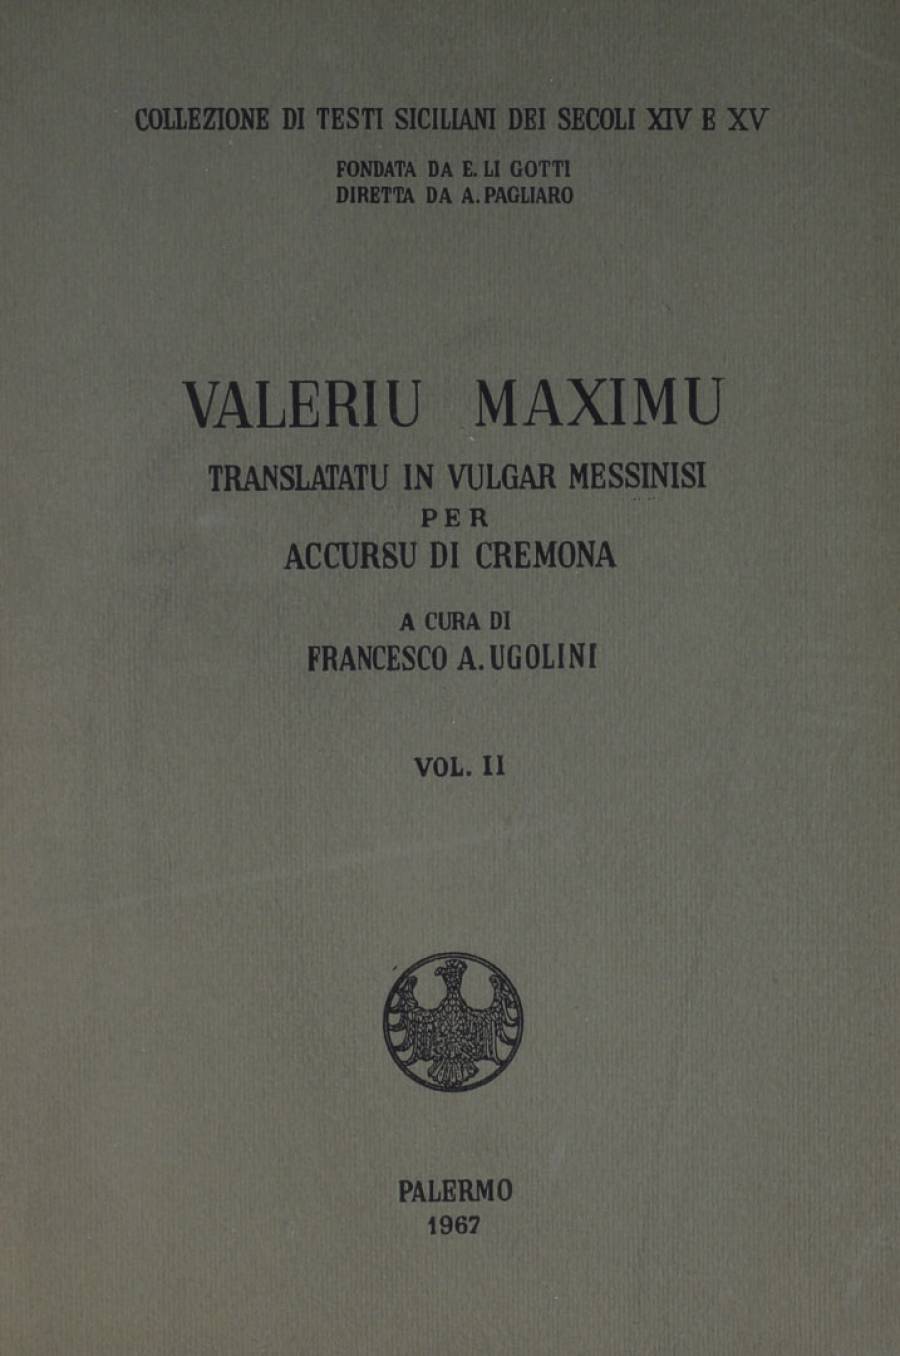 COLLEZIONE DI TESTI SICILIANI DEI SECOLI XIV E XV
FONDATA DA E. LI GOTTI
DIRETTA DA A. PAGLIARO
VALERIU MAXIMU
TRANSLATATU IN VULGAR MESSINISI
PER
ACCURSU DI CREMONA
A CURA DI
FRANCESCO A. UGOLINI
VOL. II
PALERMO
1967